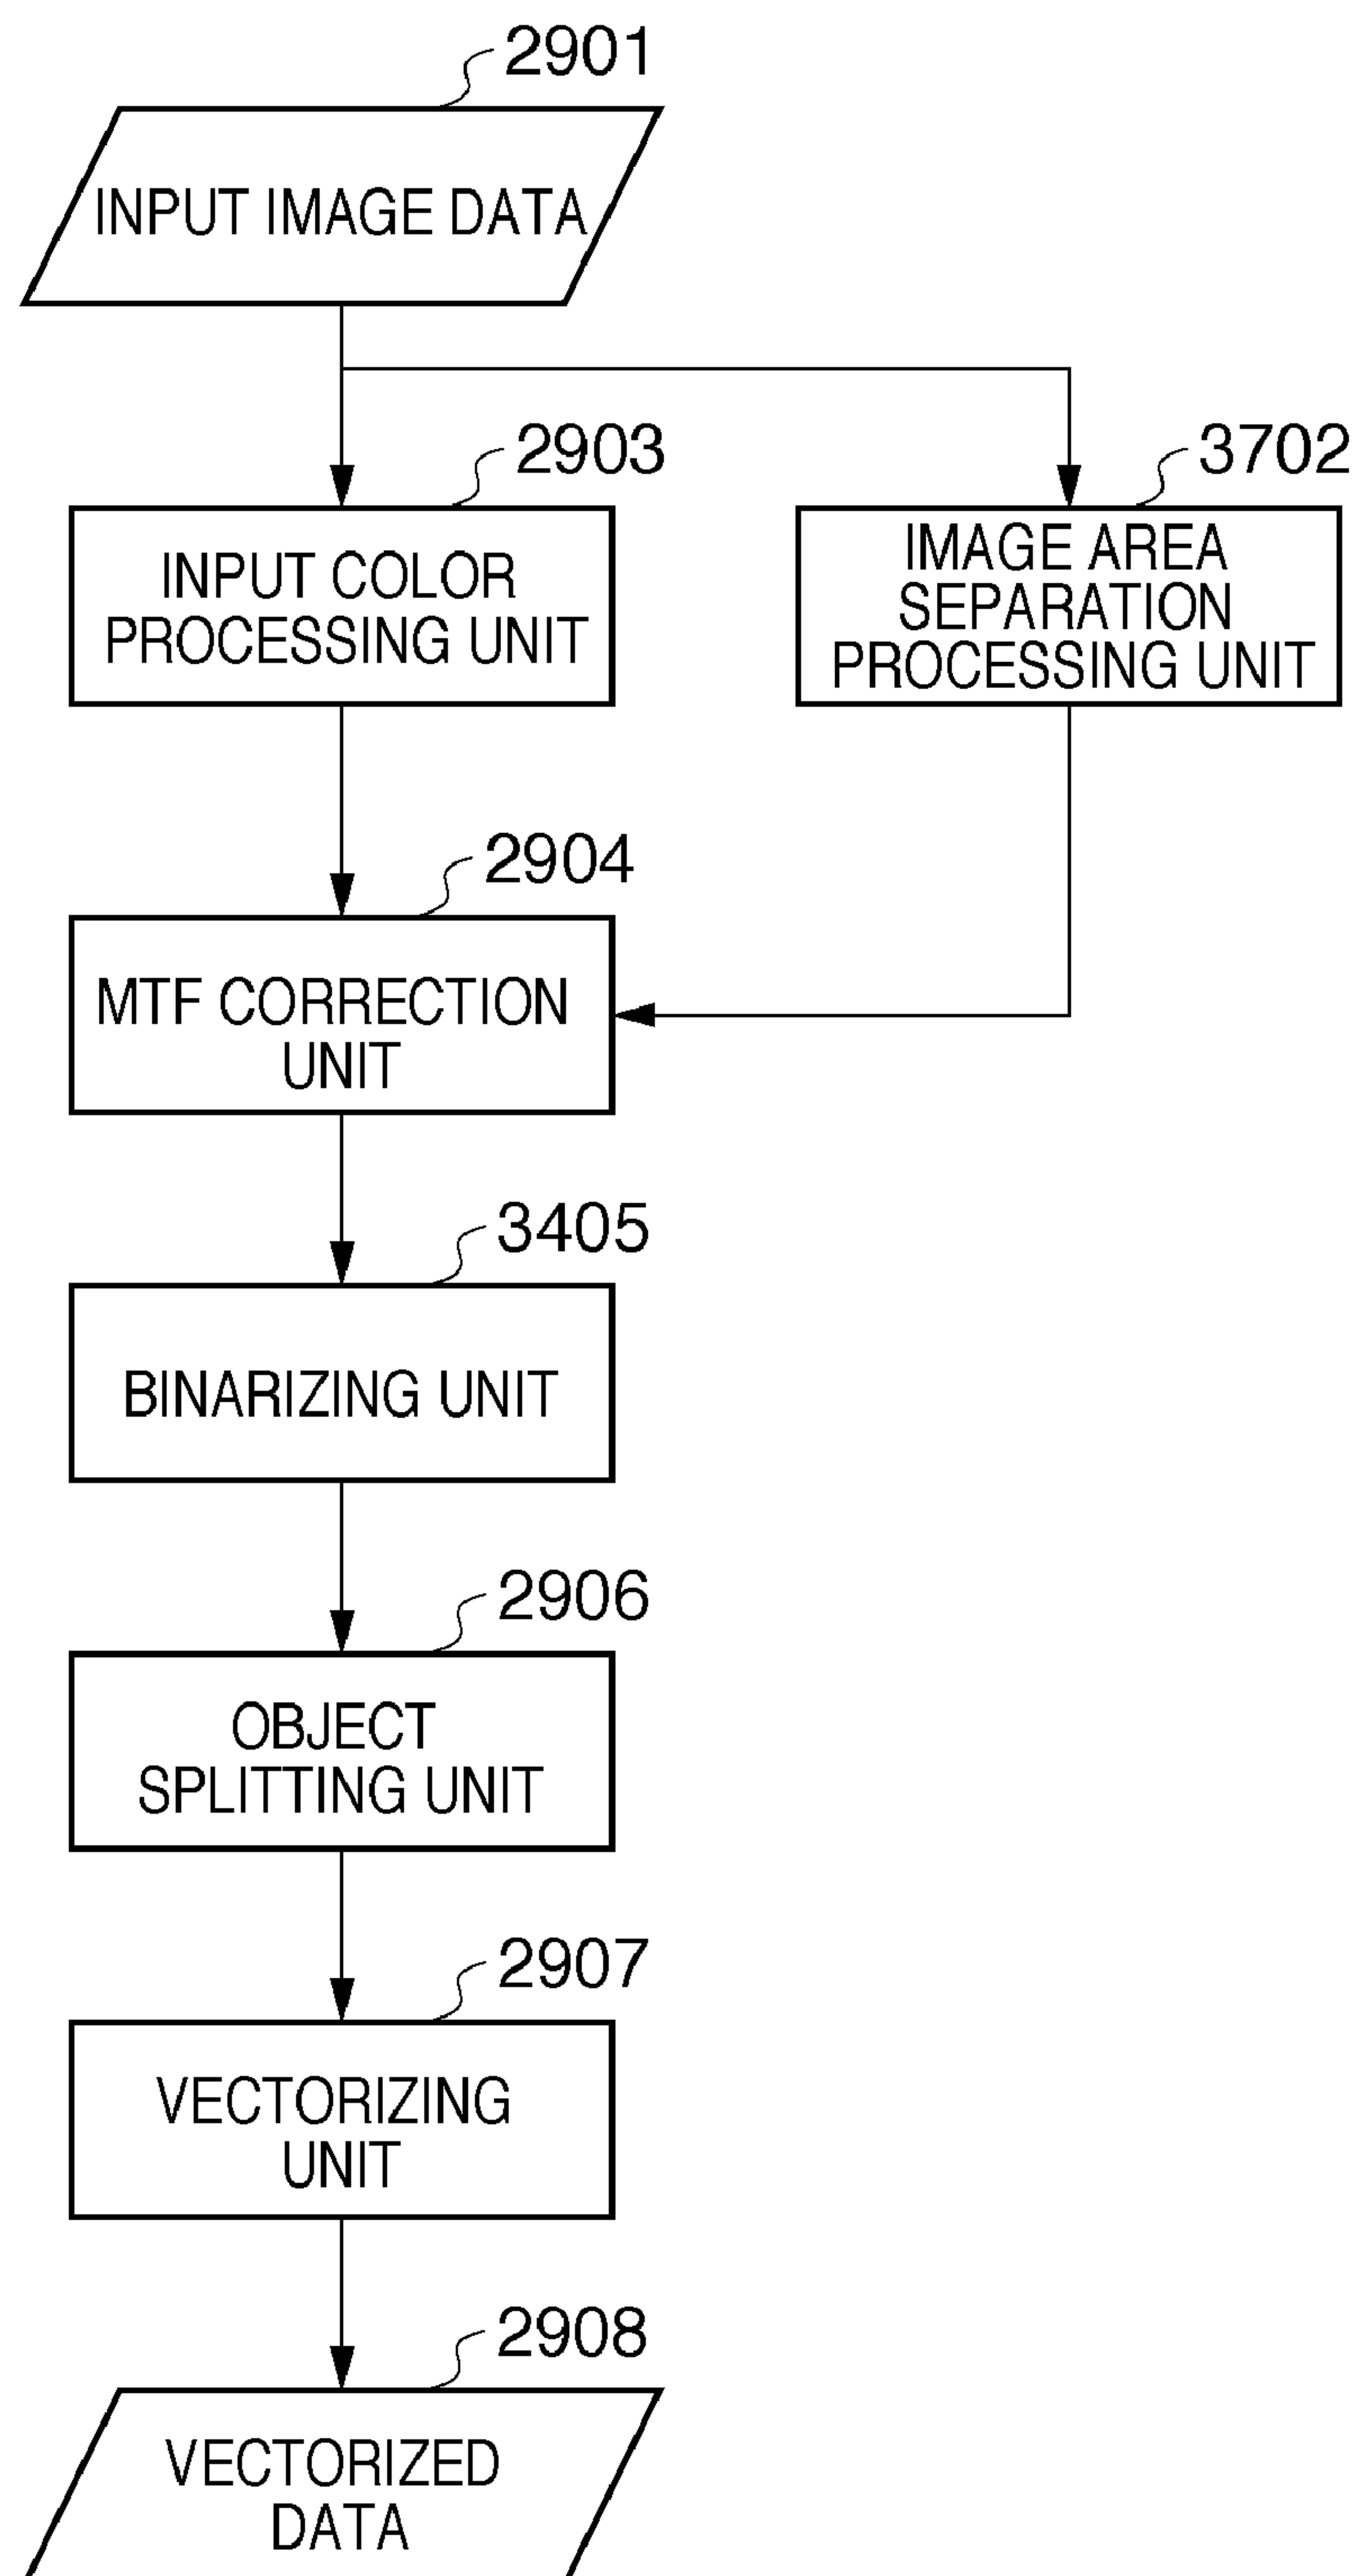 2901
INPUT IMAGE DATA
2903
3702
INPUT COLOR
PROCESSING UNIT
IMAGE AREA
SEPARATION
PROCESSING UNIT
2904
MTF CORRECTION
UNIT
3405
BINARIZING UNIT
2906
OBJECT
SPLITTING UNIT
2907
VECTORIZING
UNIT
2908
VECTORIZED
DATA